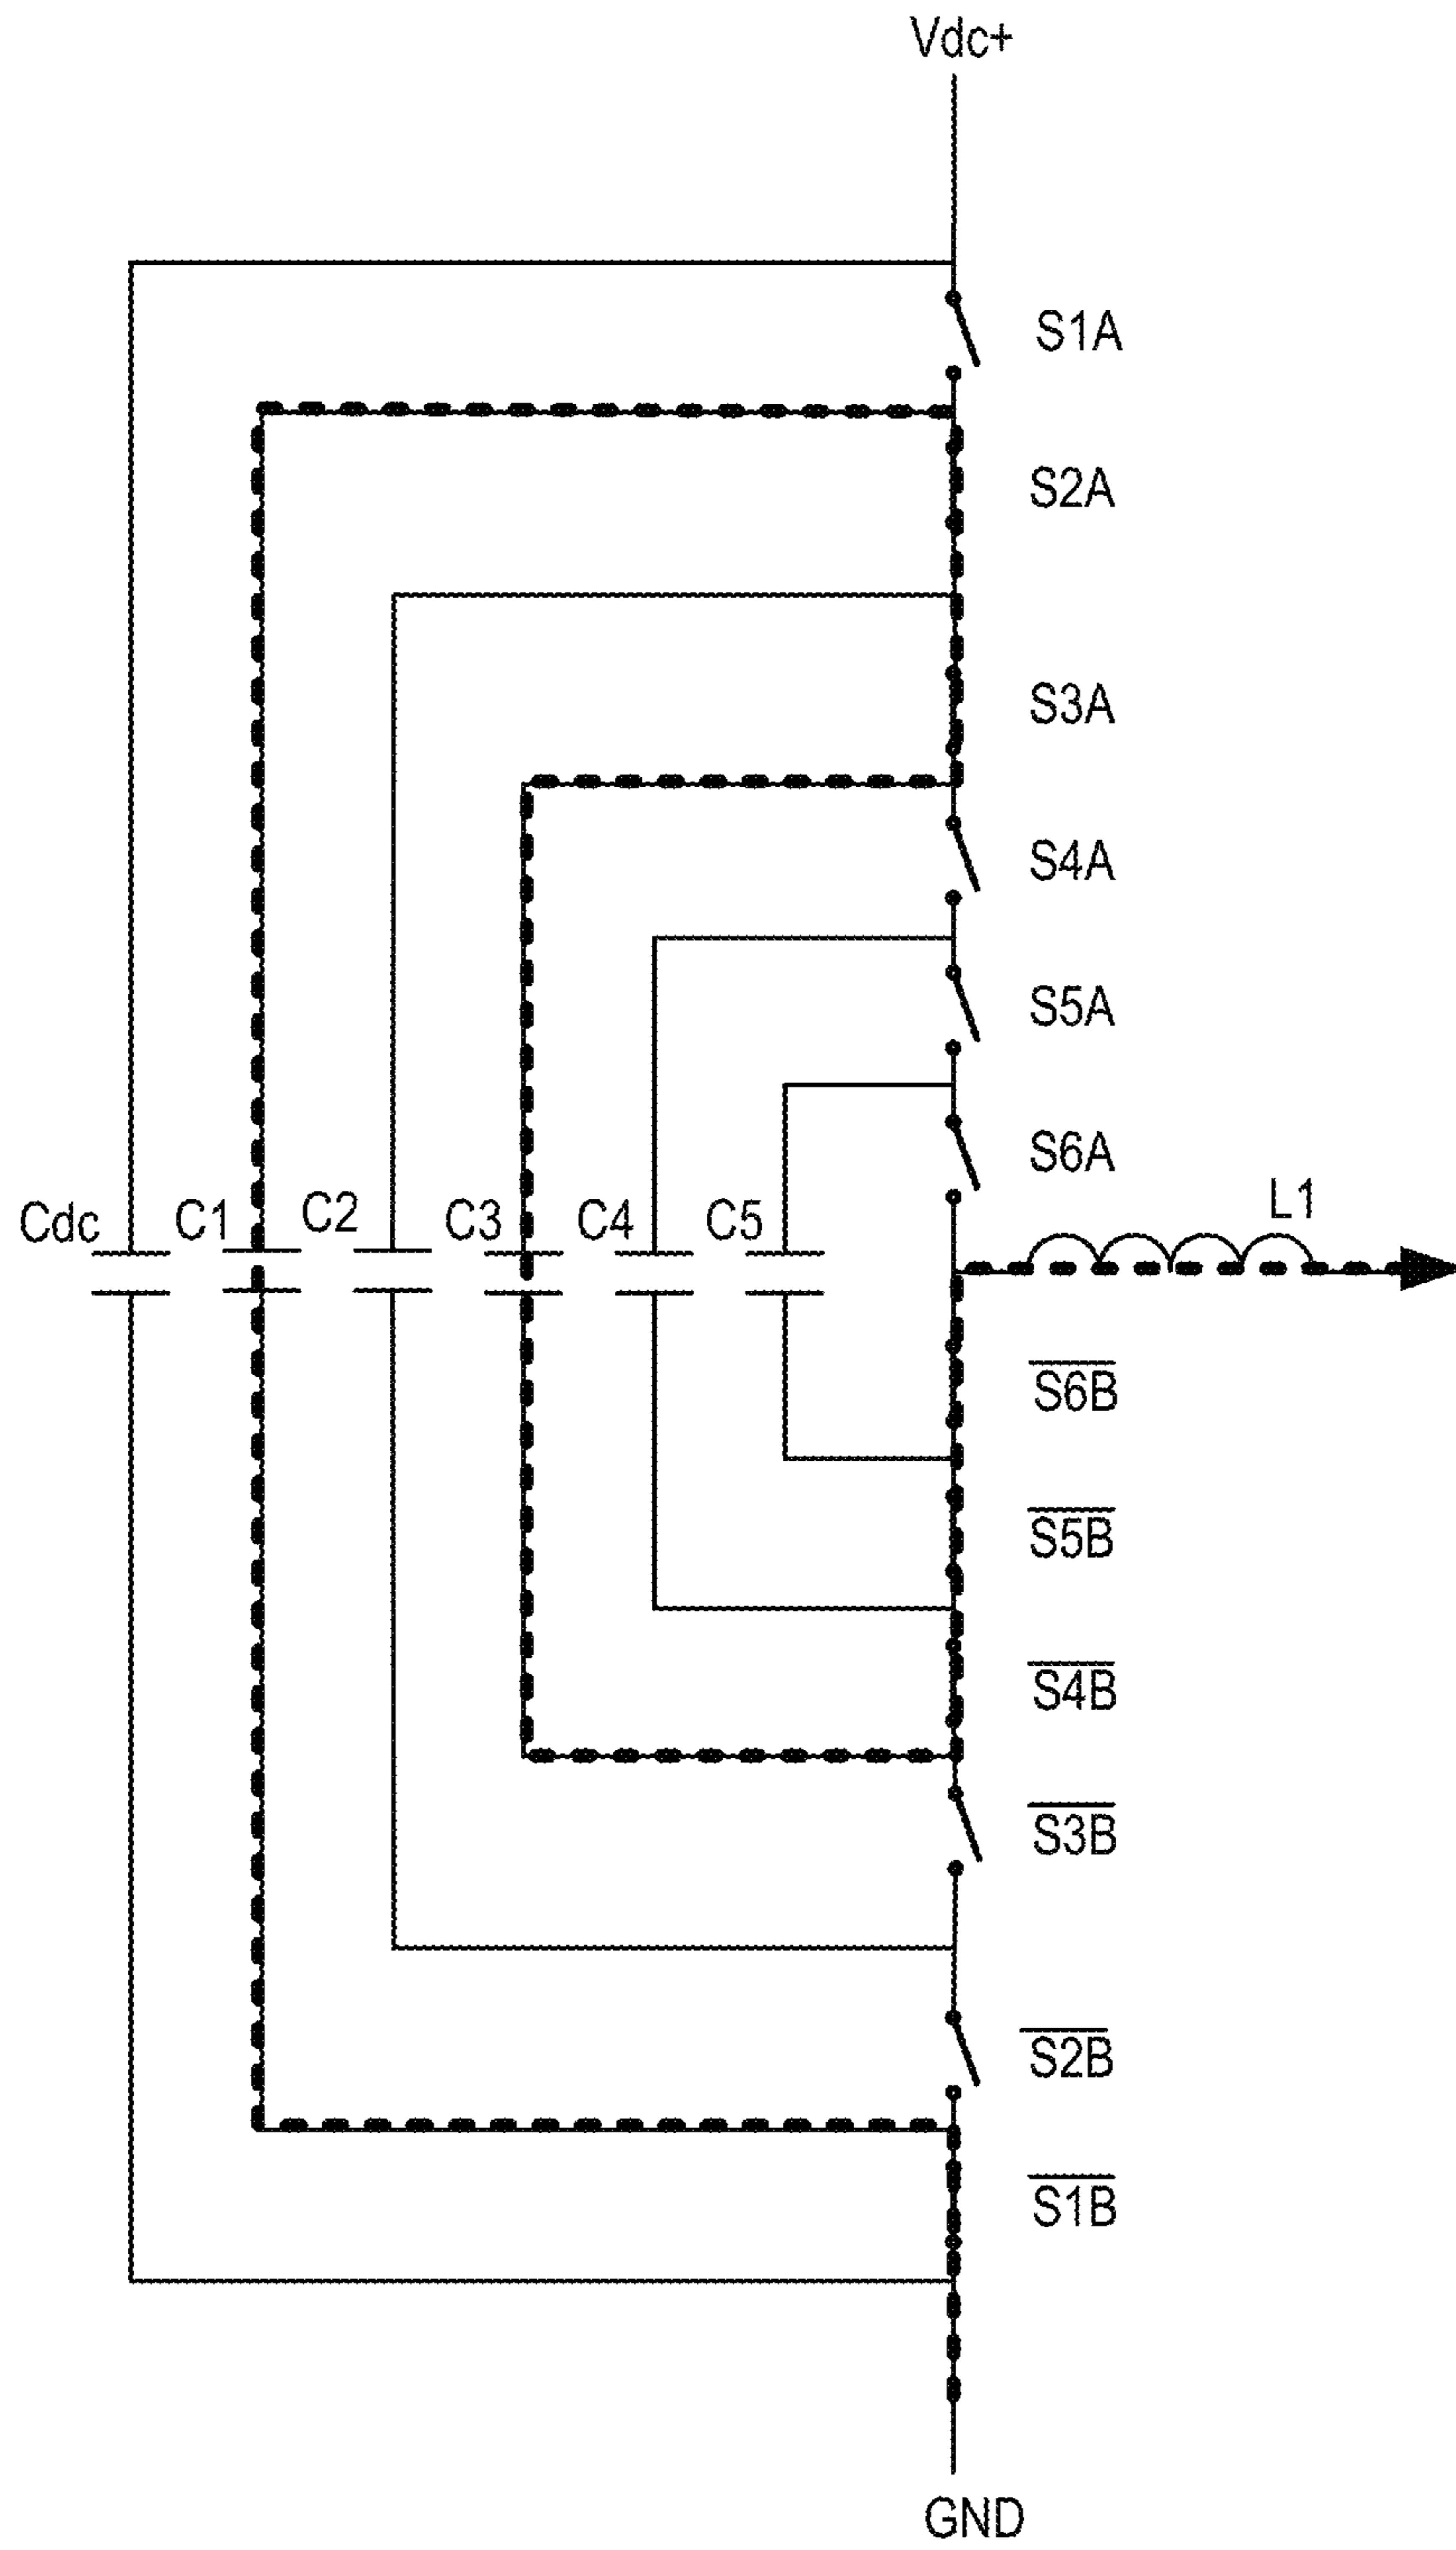 Vdc+
S1A
S2A
S3A
S4A
S5A
S6A
Cdc C1 C2 C3 C4 C5 L1
S6B
S5B
S4B
S3B
S2B
S1B
GND